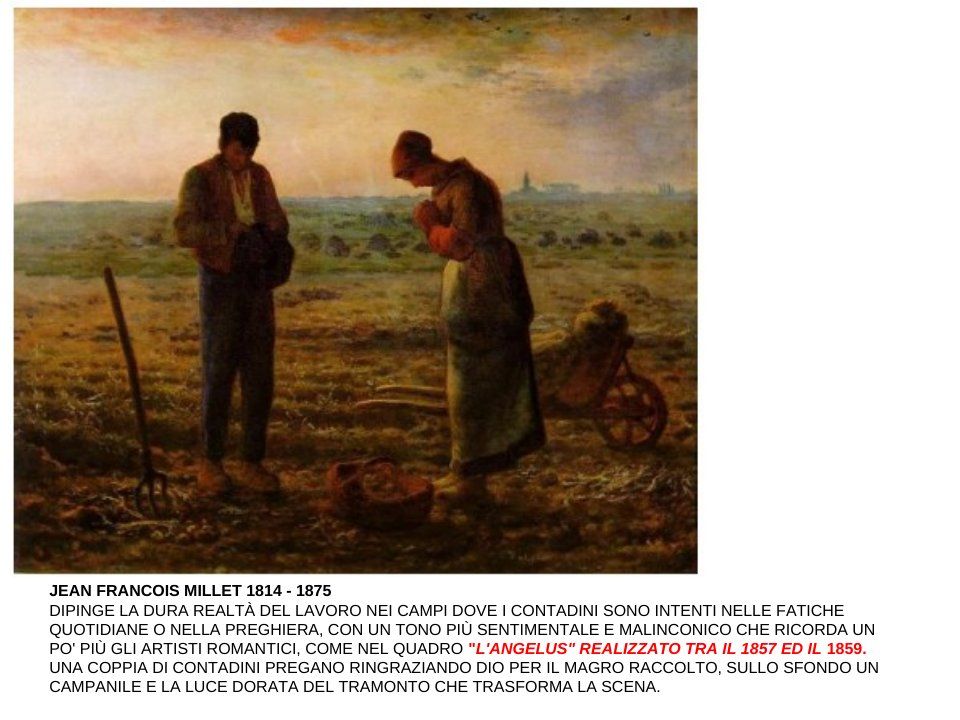 JEAN FRANCOIS MILLET 1814 - 1875
DIPINGE LA DURA REALTÀ DEL LAVORO NEI CAMPI DOVE I CONTADINI SONO INTENTI NELLE FATICHE
QUOTIDIANE O NELLA PREGHIERA, CON UN TONO PIÙ SENTIMENTALE E MALINCONICO CHE RICORDA UN
PO' PIÙ GLI ARTISTI ROMANTICI, COME NEL QUADRO "L'ANGELUS" REALIZZATO TRA IL 1857 ED IL 1859.
UNA COPPIA DI CONTADINI PREGANO RINGRAZIANDO DIO PER IL MAGRO RACCOLTO, SULLO SFONDO UN
CAMPANILE E LA LUCE DORATA DEL TRAMONTO CHE TRASFORMA LA SCENA.